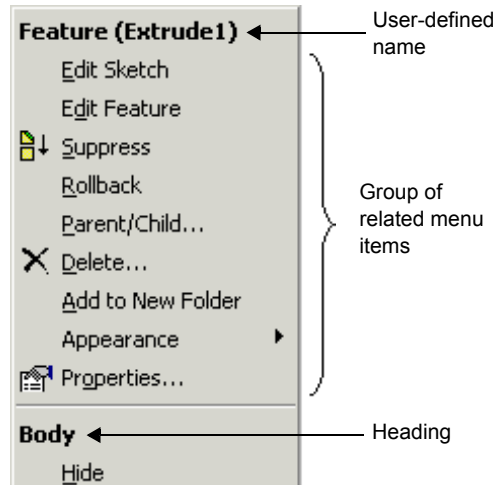 Feature (Extrude1)
User-defined
name
Edit Sketch
Edit Feature
Suppress
Rollback
Parent/Child...
Delete...
Add to New Folder
Appearance
Properties...
Group of
related menu
items
Body
Heading
Hide